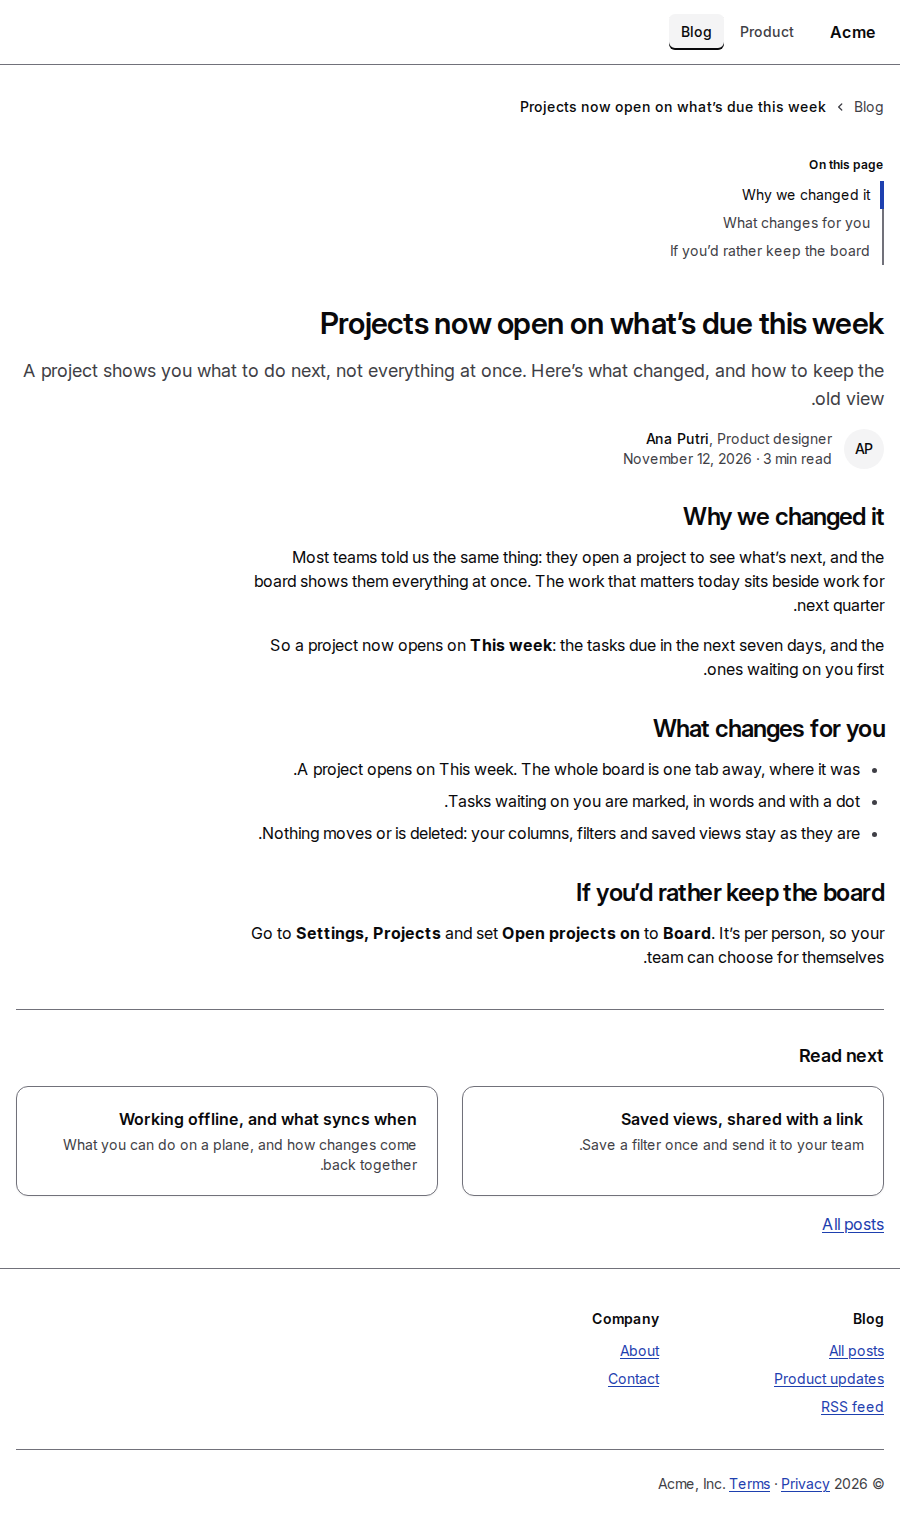 Acme
Product
Blog
Blog › Projects now open on what’s due this week
On this page
Why we changed it
What changes for you
If you’d rather keep the board
Projects now open on what’s due this week
A project shows you what to do next, not everything at once. Here’s what changed, and how to keep the
old view.
AP
Ana Putri, Product designer
November 12, 2026 · 3 min read
Why we changed it
Most teams told us the same thing: they open a project to see what’s next, and the
board shows them everything at once. The work that matters today sits beside work for
next quarter.
So a project now opens on This week: the tasks due in the next seven days, and the
ones waiting on you first.
What changes for you
• A project opens on This week. The whole board is one tab away, where it was.
• Tasks waiting on you are marked, in words and with a dot.
• Nothing moves or is deleted: your columns, filters and saved views stay as they are.
If you’d rather keep the board
Go to Settings, Projects and set Open projects on to Board. It’s per person, so your
team can choose for themselves.
Read next
Saved views, shared with a link
Save a filter once and send it to your team.
Working offline, and what syncs when
What you can do on a plane, and how changes come
back together.
All posts
Blog
All posts
Product updates
RSS feed
Company
About
Contact
© 2026 Acme, Inc. Terms · Privacy